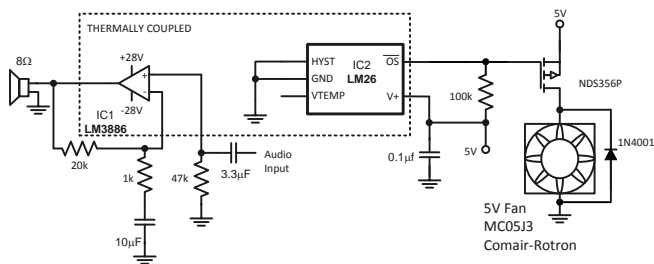 THERMALLY COUPLED
5V
8Ω
+28V
+
-
-28V
IC1
LM3886
HYST
GND
VTEMP
IC2
LM26
OS
V+
NDS356P
100k
1N4001
20k
1k
47k
3.3µF
Audio
Input
0.1µf
5V
10µF
5V Fan
MC05J3
Comair-Rotron